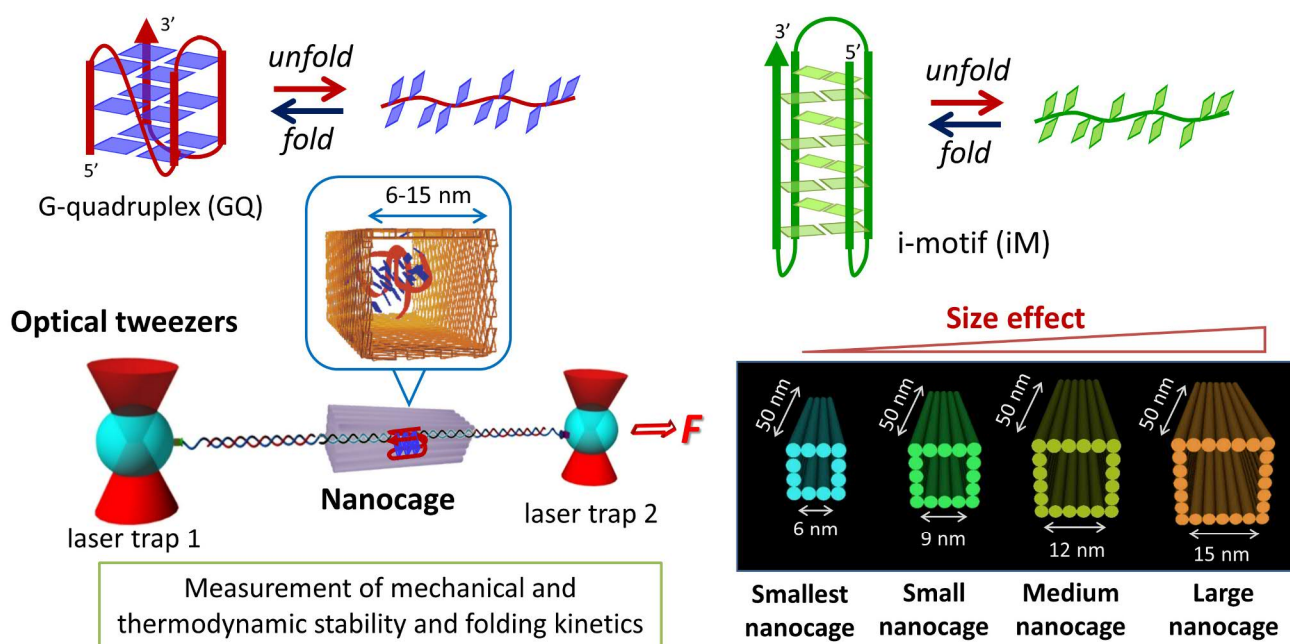 3'
unfold
fold
5'
G-quadruplex (GQ)
3'
5'
unfold
fold
i-motif (iM)
6-15 nm
Optical tweezers
F
Nanocage
laser trap 1
laser trap 2
Measurement of mechanical and
thermodynamic stability and folding kinetics
Size effect
50 nm
50 nm
50 nm
50 nm
6 nm
9 nm
12 nm
15 nm
Smallest
nanocage
Small
nanocage
Medium
nanocage
Large
nanocage